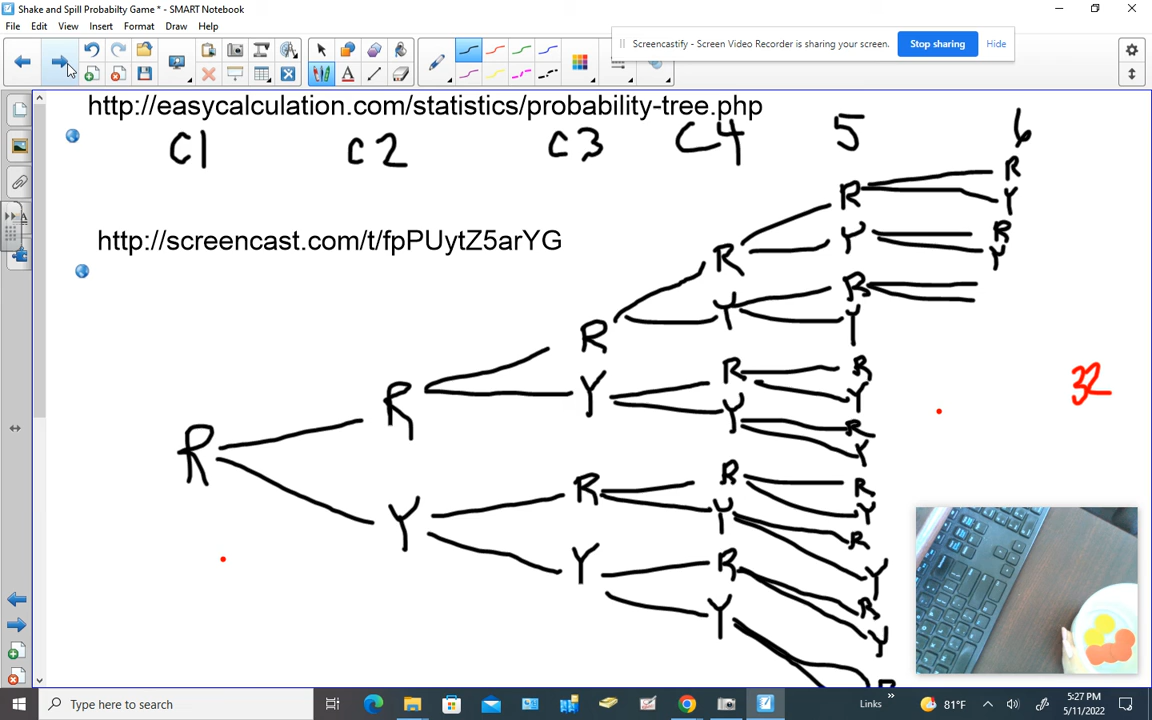 Shake and Spill Probabilty Game * - SMART Notebook
File Edit View Insert Format Draw Help
Screencastify - Screen Video Recorder is sharing your screen. Stop sharing Hide
A
http://easycalculation.com/statistics/probability-tree.php
C1 C2 C3 C4 5 6
http://screencast.com/t/fpPUytZ5arYG
R
R
Y
Y
R
R
Y
R
R
Y
R
Y
R
R
Y
32
R
Y
R
Y
Y
R
R
Y
R
Y
R
R
R
Y
Y
Y
R
Y
R
Y
R
Y
Y
R
Type here to search
Links
81°F
5:27 PM
5/11/2022